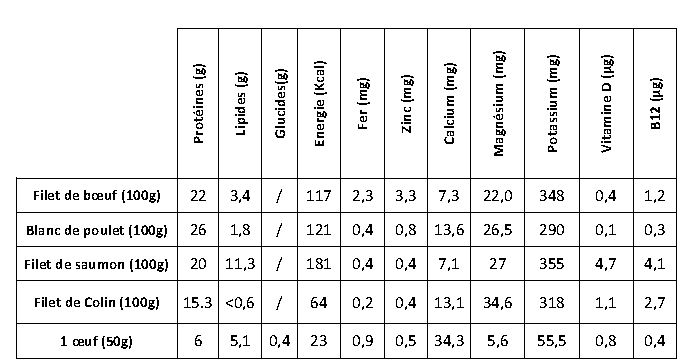 Protéines (g) Lipides (g) Glucides(g) Energie (Kcal) Fer (mg) Zinc (mg) Calcium (mg) Magnésium (mg) Potassium (mg) Vitamine D (µg) B12 (µg)
Filet de bœuf (100g) 22 3,4 / 117 2,3 3,3 7,3 22,0 348 0,4 1,2
Blanc de poulet (100g) 26 1,8 / 121 0,4 0,8 13,6 26,5 290 0,1 0,3
Filet de saumon (100g) 20 11,3 / 181 0,4 0,4 7,1 27 355 4,7 4,1
Filet de Colin (100g) 15.3 <0,6 / 64 0,2 0,4 13,1 34,6 318 1,1 2,7
1 œuf (50g) 6 5,1 0,4 23 0,9 0,5 34,3 5,6 55,5 0,8 0,4